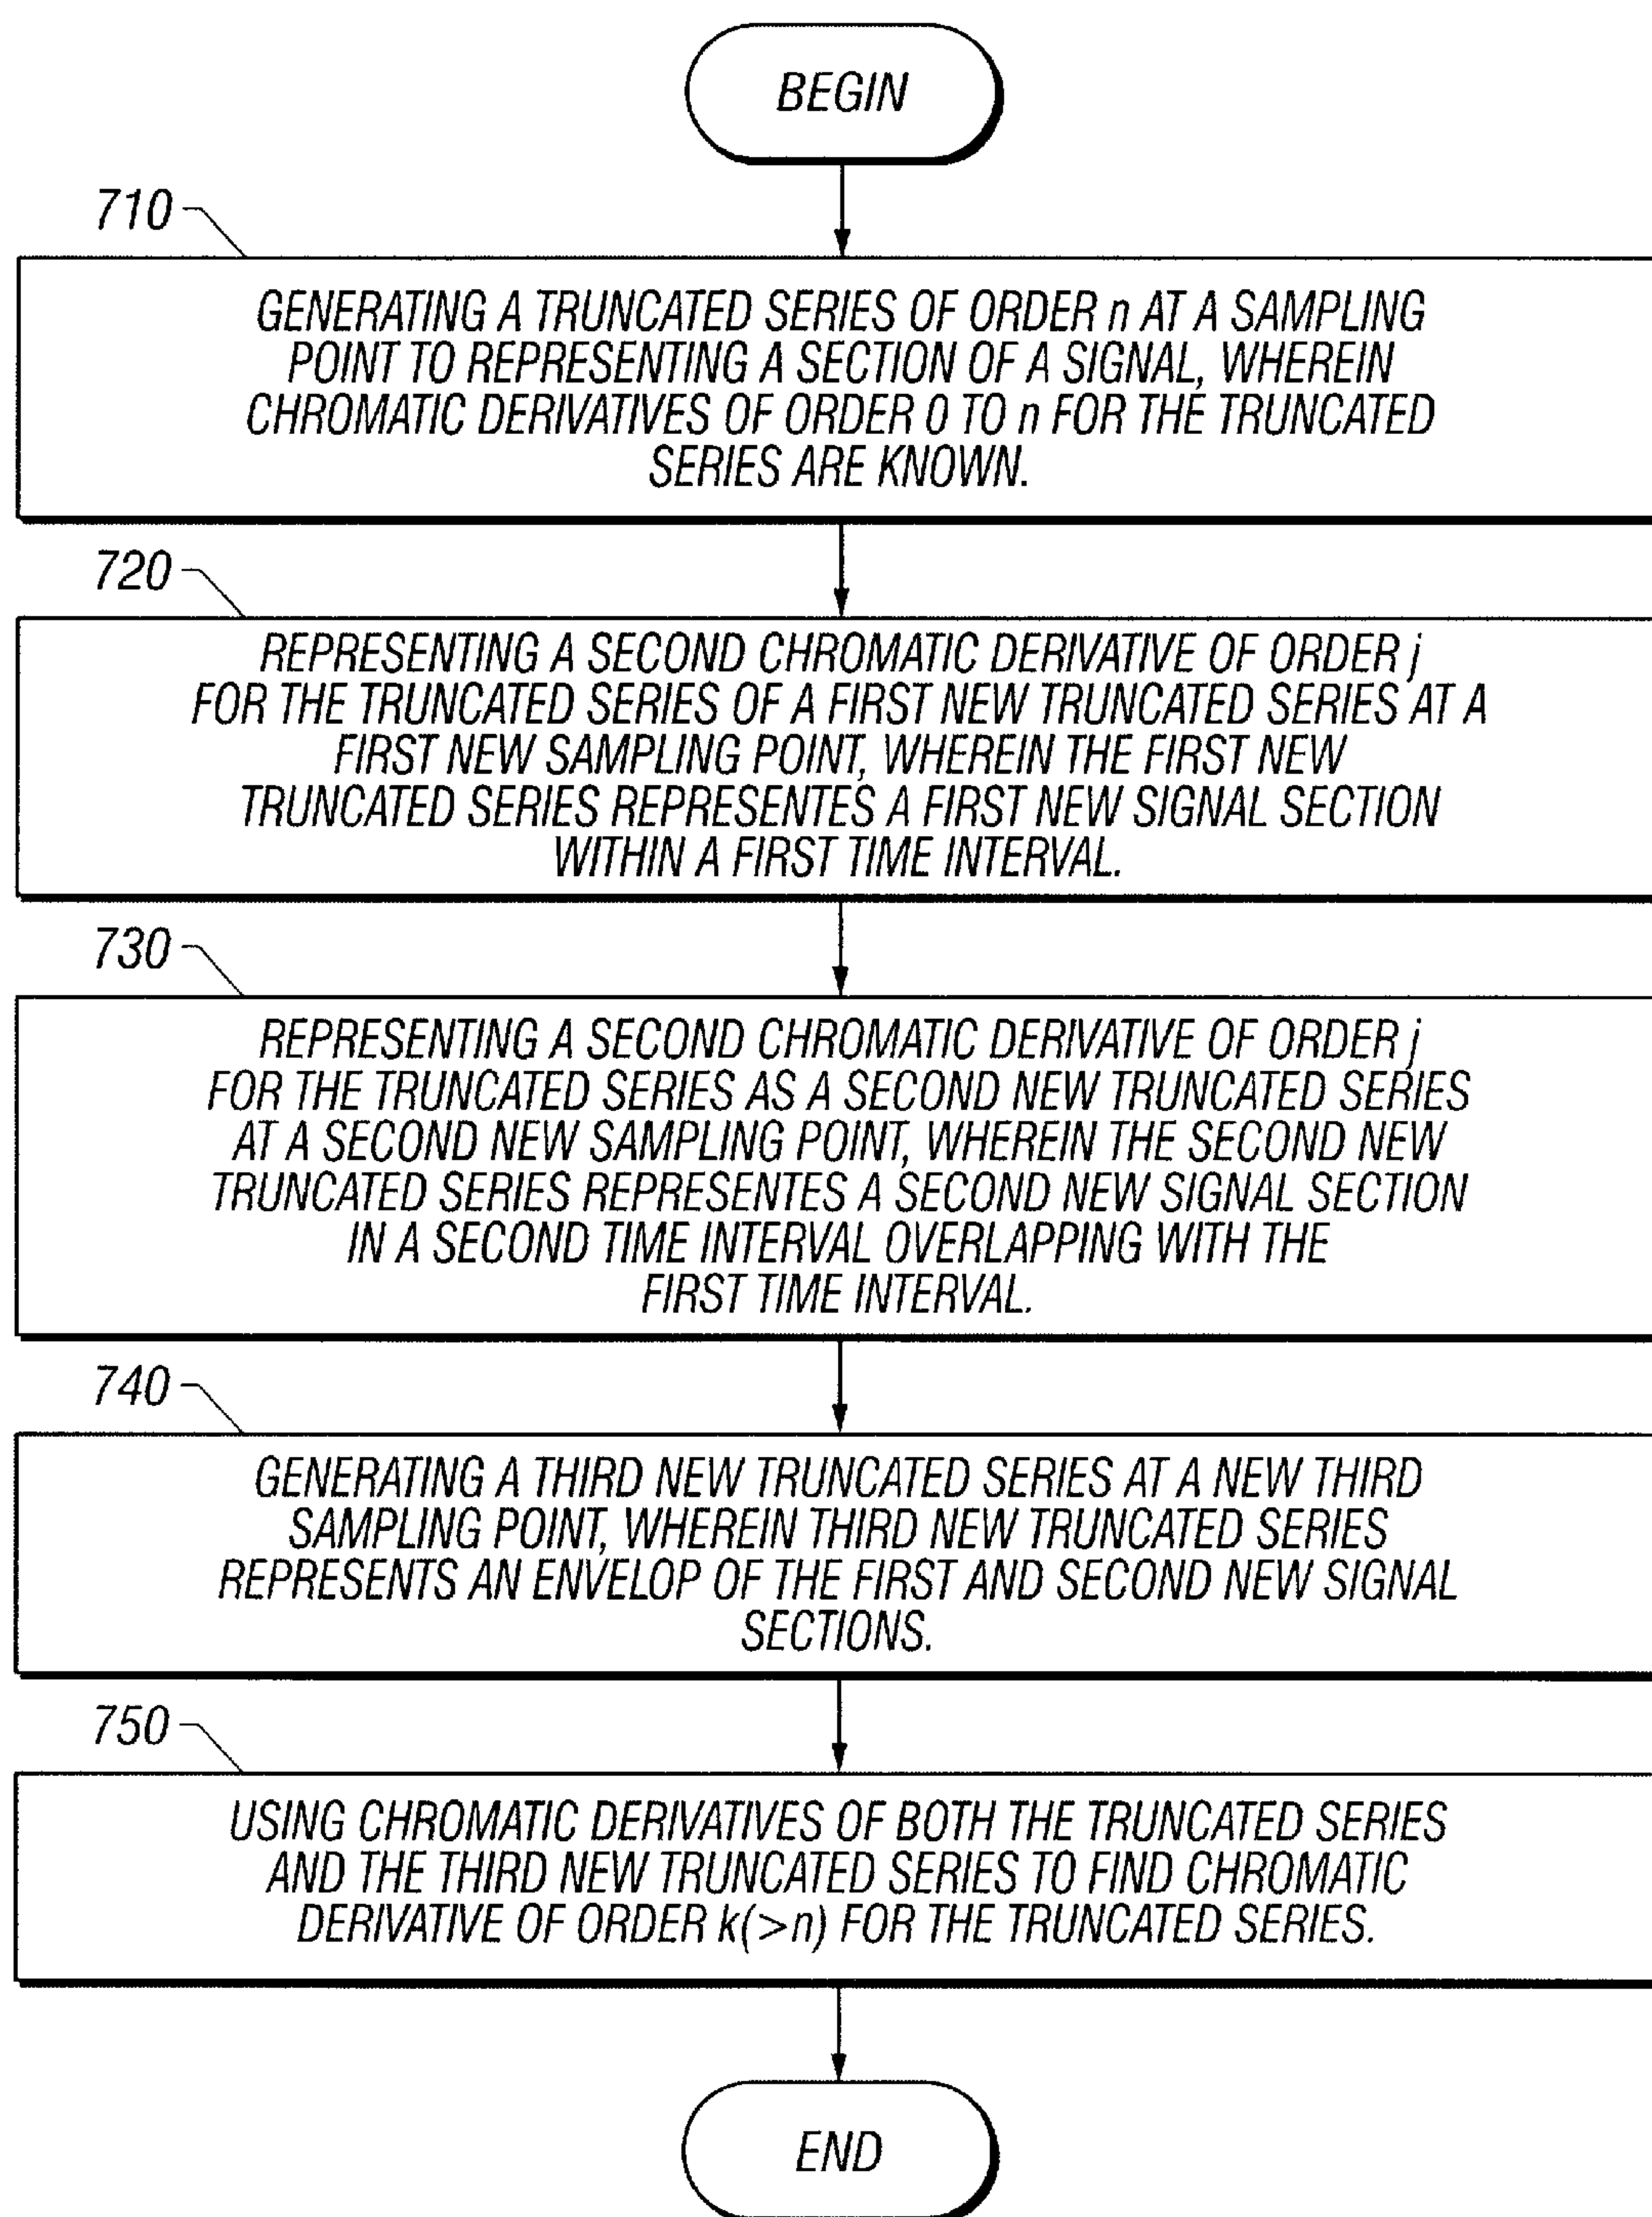 BEGIN
710
GENERATING A TRUNCATED SERIES OF ORDER n AT A SAMPLING
POINT TO REPRESENTING A SECTION OF A SIGNAL, WHEREIN
CHROMATIC DERIVATIVES OF ORDER 0 TO n FOR THE TRUNCATED
SERIES ARE KNOWN.
720
REPRESENTING A SECOND CHROMATIC DERIVATIVE OF ORDER j
FOR THE TRUNCATED SERIES OF A FIRST NEW TRUNCATED SERIES AT A
FIRST NEW SAMPLING POINT, WHEREIN THE FIRST NEW
TRUNCATED SERIES REPRESENTES A FIRST NEW SIGNAL SECTION
WITHIN A FIRST TIME INTERVAL.
730
REPRESENTING A SECOND CHROMATIC DERIVATIVE OF ORDER j
FOR THE TRUNCATED SERIES AS A SECOND NEW TRUNCATED SERIES
AT A SECOND NEW SAMPLING POINT, WHEREIN THE SECOND NEW
TRUNCATED SERIES REPRESENTES A SECOND NEW SIGNAL SECTION
IN A SECOND TIME INTERVAL OVERLAPPING WITH THE
FIRST TIME INTERVAL.
740
GENERATING A THIRD NEW TRUNCATED SERIES AT A NEW THIRD
SAMPLING POINT, WHEREIN THIRD NEW TRUNCATED SERIES
REPRESENTS AN ENVELOP OF THE FIRST AND SECOND NEW SIGNAL
SECTIONS.
750
USING CHROMATIC DERIVATIVES OF BOTH THE TRUNCATED SERIES
AND THE THIRD NEW TRUNCATED SERIES TO FIND CHROMATIC
DERIVATIVE OF ORDER k(>n) FOR THE TRUNCATED SERIES.
END